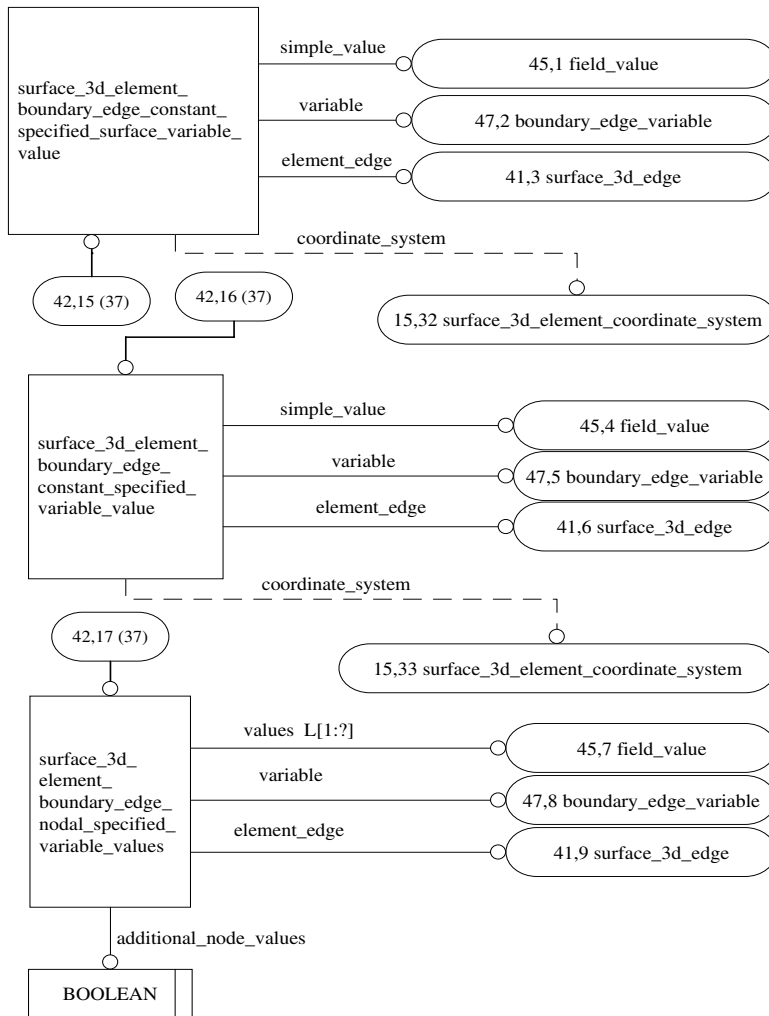 simple_value
45,1 field_value
surface_3d_element_
boundary_edge_constant_
specified_surface_variable_
value
variable
47,2 boundary_edge_variable
element_edge
41,3 surface_3d_edge
coordinate_system
42,15 (37)
42,16 (37)
15,32 surface_3d_element_coordinate_system
simple_value
45,4 field_value
surface_3d_element_
boundary_edge_
constant_specified_
variable_value
variable
47,5 boundary_edge_variable
element_edge
41,6 surface_3d_edge
coordinate_system
42,17 (37)
15,33 surface_3d_element_coordinate_system
values L[1:?]
45,7 field_value
surface_3d_
element_
boundary_edge_
nodal_specified_
variable_values
variable
47,8 boundary_edge_variable
element_edge
41,9 surface_3d_edge
additional_node_values
BOOLEAN